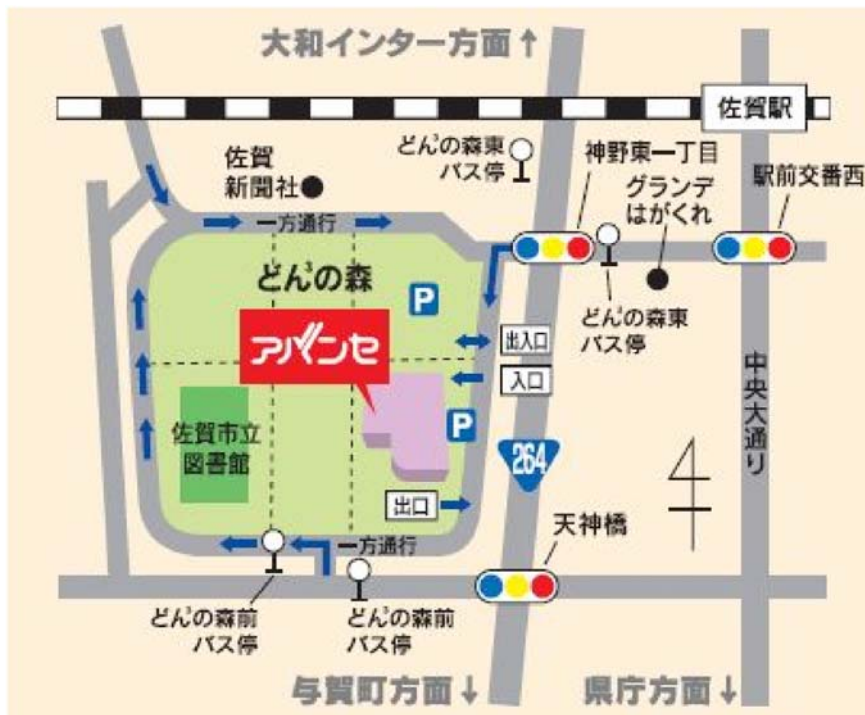 大和インター方面↑
佐賀駅
どん3の森東
バス停
神野東一丁目
佐賀
新聞社
グランデ
はがくれ
駅前交番西
一方通行
どん3の森
P
どん3の森東
バス停
出入口
アバンセ
入口
中央大通り
佐賀市立
図書館
P
264
出口
天神橋
一方通行
どん3の森前
バス停
どん3の森前
バス停
与賀町方面↓
県庁方面↓